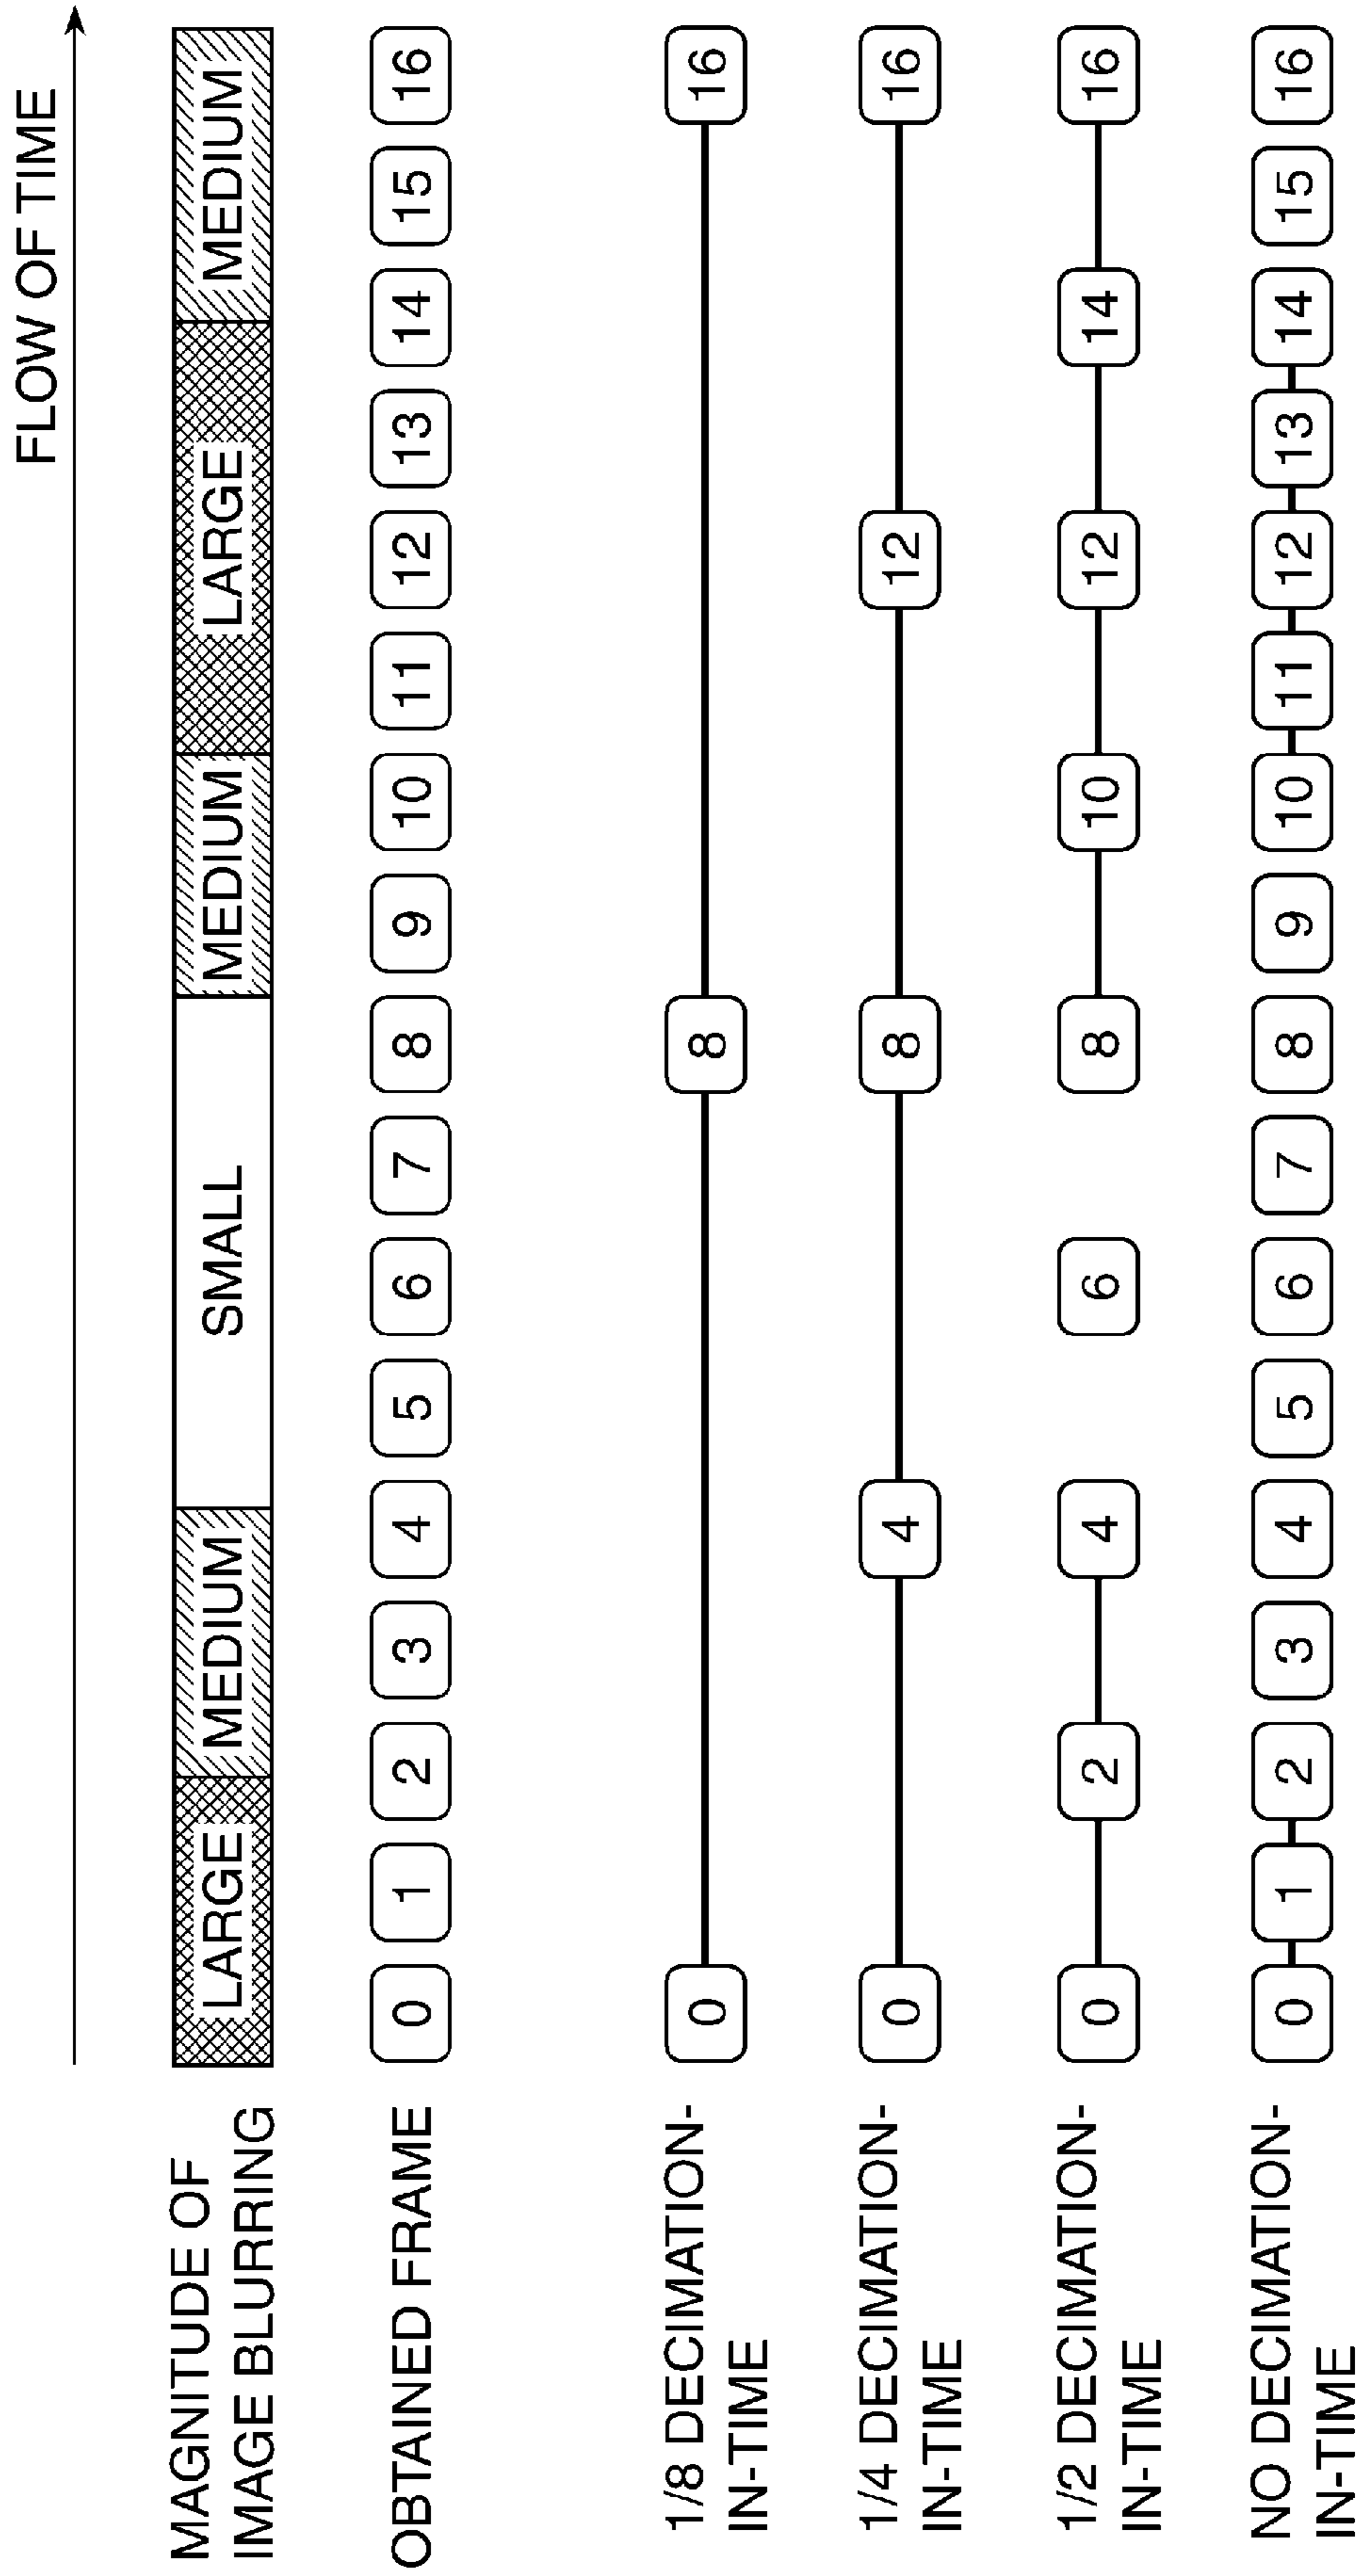 FLOW OF TIME
MAGNITUDE OF
IMAGE BLURRING
LARGE MEDIUM SMALL MEDIUM LARGE MEDIUM
OBTAINED FRAME 0 1 2 3 4 5 6 7 8 9 10 11 12 13 14 15 16
1/8 DECIMATION- 0 8 16
IN-TIME
1/4 DECIMATION- 0 4 8 12 16
IN-TIME
1/2 DECIMATION- 0 2 4 6 8 10 12 14 16
IN-TIME
NO DECIMATION- 0 1 2 3 4 5 6 7 8 9 10 11 12 13 14 15 16
IN-TIME